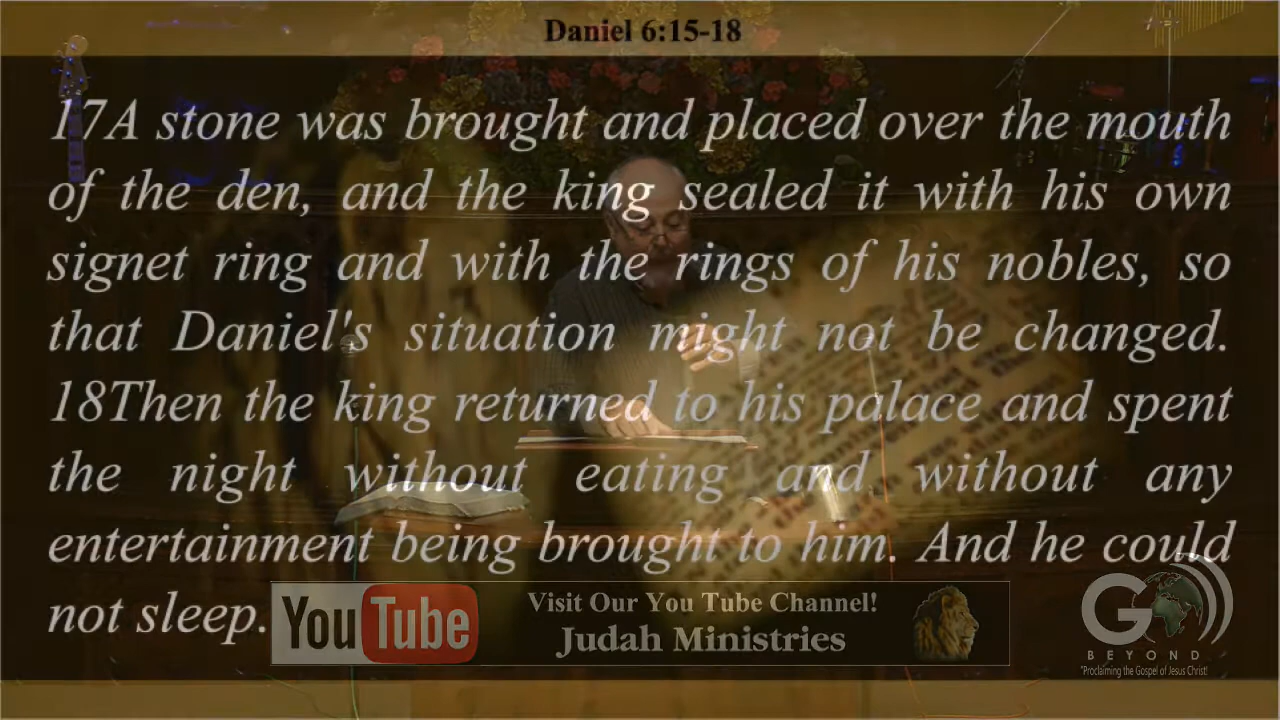 Daniel 6:15-18
17A stone was brought and placed over the mouth
of the den, and the king sealed it with his own
signet ring and with the rings of his nobles, so
that Daniel's situation might not be changed.
18Then the king returned to his palace and spent
the night without eating and without any
entertainment being brought to him. And he could
not sleep.
YouTube
Visit Our You Tube Channel!
Judah Ministries
GO
BEYOND
"Proclaiming the Gospel of Jesus Christ!